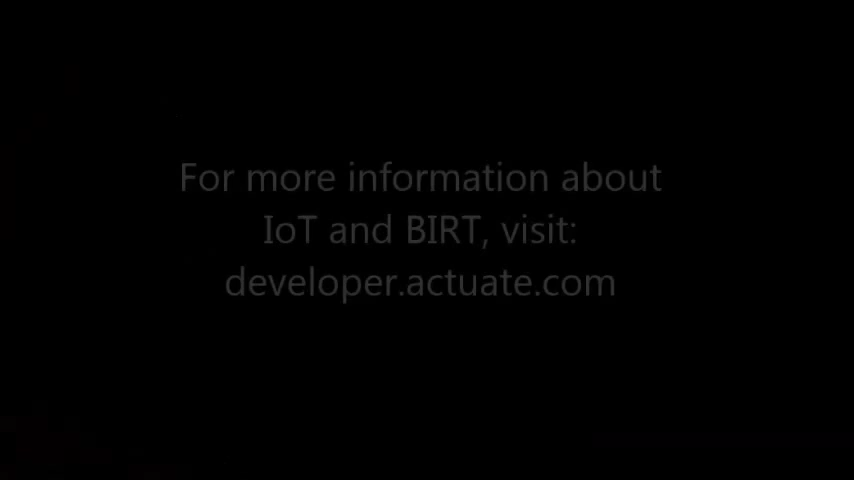 For more information about
IoT and BIRT, visit:
developer.actuate.com